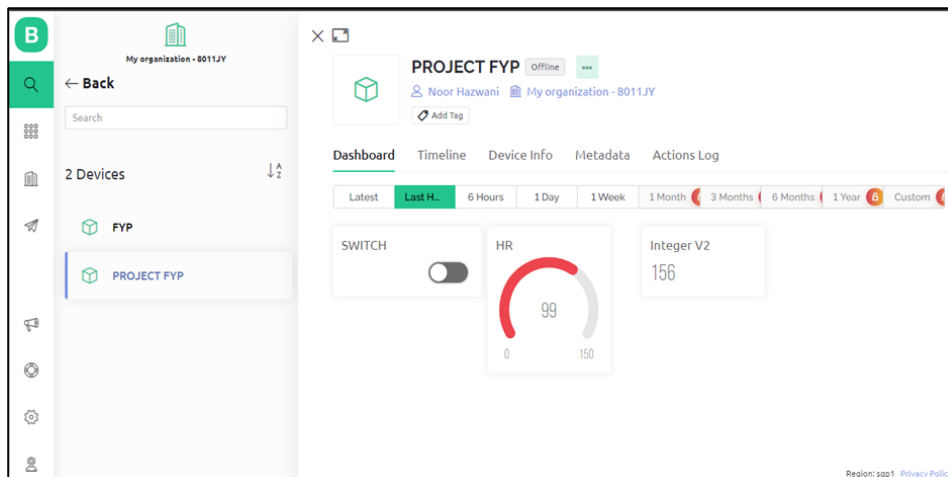 B
My organization - 8011JY
← Back
Search
2 Devices
A
Z
FYP
PROJECT FYP
PROJECT FYP Offline ...
Noor Hazwani My organization - 8011JY
Add Tag
Dashboard Timeline Device Info Metadata Actions Log
Latest Last H... 6 Hours 1 Day 1 Week 1 Month 3 Months 6 Months 1 Year Custom
SWITCH
HR
99
0 150
Integer V2
156
Region: sgp1 Privacy Polic